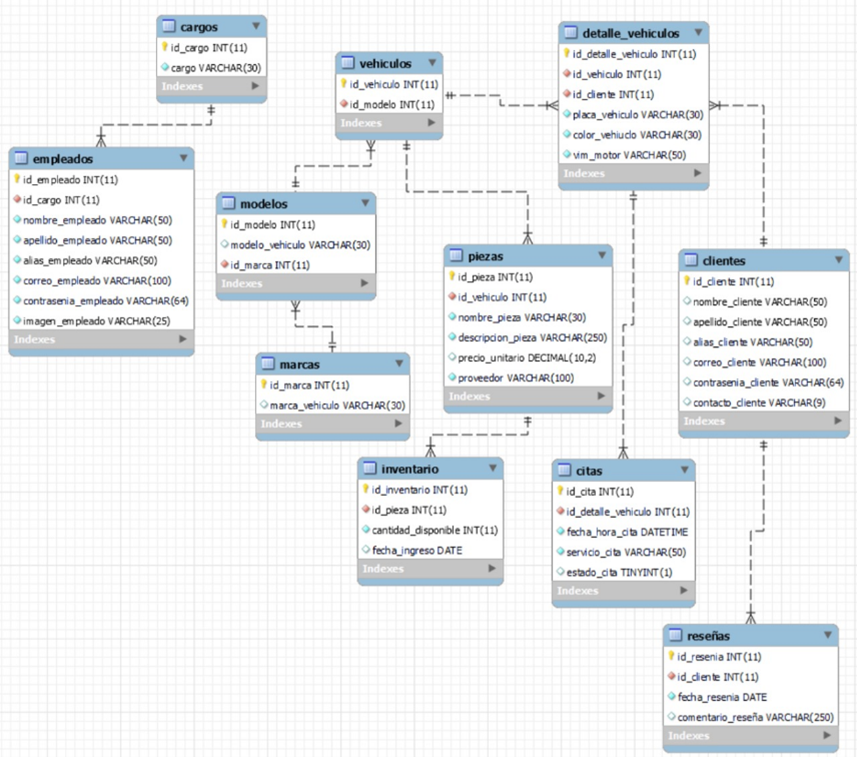 cargos
id_cargo INT(11)
cargo VARCHAR(30)
Indexes
empleados
id_empleado INT(11)
id_cargo INT(11)
nombre_empleado VARCHAR(50)
apellido_empleado VARCHAR(50)
alias_empleado VARCHAR(50)
correo_empleado VARCHAR(100)
contrasenia_empleado VARCHAR(64)
imagen_empleado VARCHAR(25)
Indexes
vehiculos
id_vehiculo INT(11)
id_modelo INT(11)
Indexes
modelos
id_modelo INT(11)
modelo_vehiculo VARCHAR(30)
id_marca INT(11)
Indexes
marcas
id_marca INT(11)
marca_vehiculo VARCHAR(30)
Indexes
detalle_vehiculos
id_detalle_vehiculo INT(11)
id_vehiculo INT(11)
id_cliente INT(11)
placa_vehiculo VARCHAR(30)
color_vehiuclo VARCHAR(30)
vim_motor VARCHAR(50)
Indexes
piezas
id_pieza INT(11)
id_vehiculo INT(11)
nombre_pieza VARCHAR(30)
descripcion_pieza VARCHAR(250)
precio_unitario DECIMAL(10,2)
proveedor VARCHAR(100)
Indexes
clientes
id_cliente INT(11)
nombre_cliente VARCHAR(50)
apellido_cliente VARCHAR(50)
alias_cliente VARCHAR(50)
correo_cliente VARCHAR(100)
contrasenia_cliente VARCHAR(64)
contacto_cliente VARCHAR(9)
Indexes
inventario
id_inventario INT(11)
id_pieza INT(11)
cantidad_disponible INT(11)
fecha_ingreso DATE
Indexes
citas
id_cita INT(11)
id_detalle_vehiculo INT(11)
fecha_hora_cita DATETIME
servicio_cita VARCHAR(50)
estado_cita TINYINT(1)
Indexes
reseñas
id_resenia INT(11)
id_cliente INT(11)
fecha_resenia DATE
comentario_reseña VARCHAR(250)
Indexes